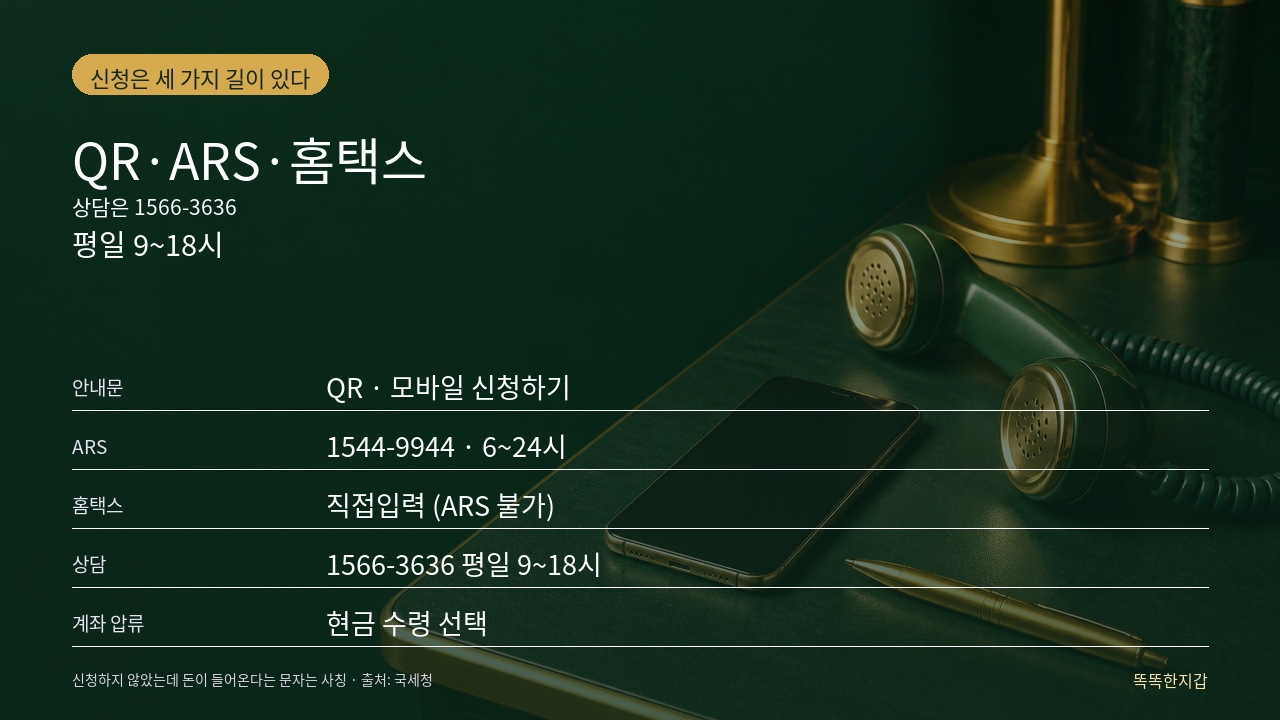 신청은 세 가지 길이 있다
QR·ARS·홈택스
상담은 1566-3636
평일 9~18시
안내문 QR · 모바일 신청하기
ARS 1544-9944 · 6~24시
홈택스 직접입력 (ARS 불가)
상담 1566-3636 평일 9~18시
계좌 압류 현금 수령 선택
신청하지 않았는데 돈이 들어온다는 문자는 사칭 · 출처: 국세청
똑똑한지갑